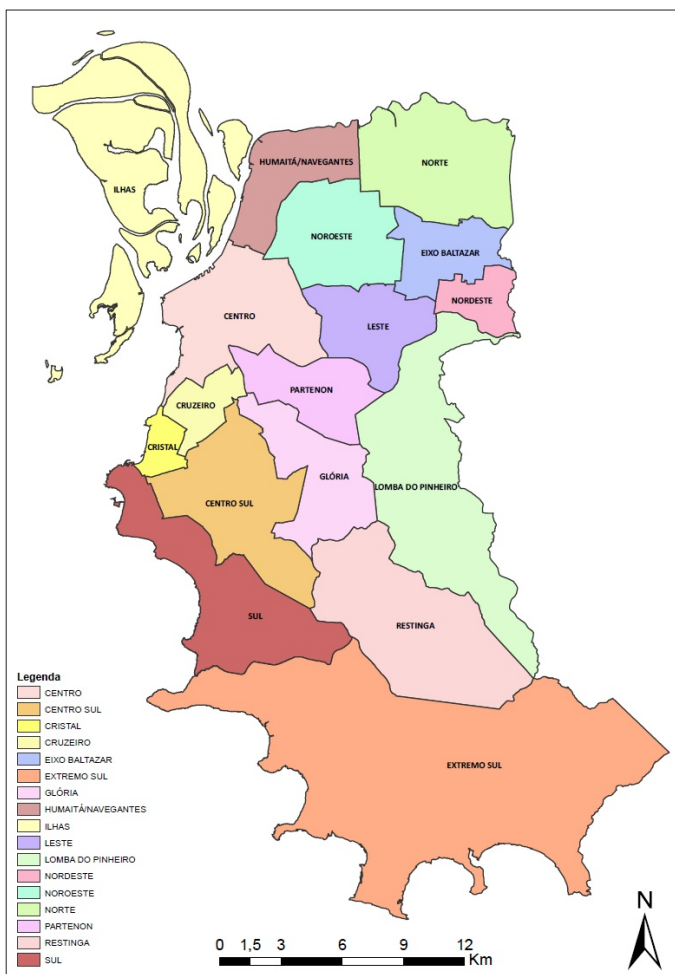 HUMAITÁ/NAVEGANTES
NORTE
ILHAS
NOROESTE
EIXO BALTAZAR
NORDESTE
CENTRO
LESTE
PARTENON
CRUZEIRO
CRISTAL
GLÓRIA
LOMBA DO PINHEIRO
CENTRO SUL
SUL
RESTINGA
EXTREMO SUL
Legenda
CENTRO
CENTRO SUL
CRISTAL
CRUZEIRO
EIXO BALTAZAR
EXTREMO SUL
GLÓRIA
HUMAITÁ/NAVEGANTES
ILHAS
LESTE
LOMBA DO PINHEIRO
NORDESTE
NOROESTE
NORTE
PARTENON
RESTINGA
SUL
0 1,5 3 6 9 12
Km
N